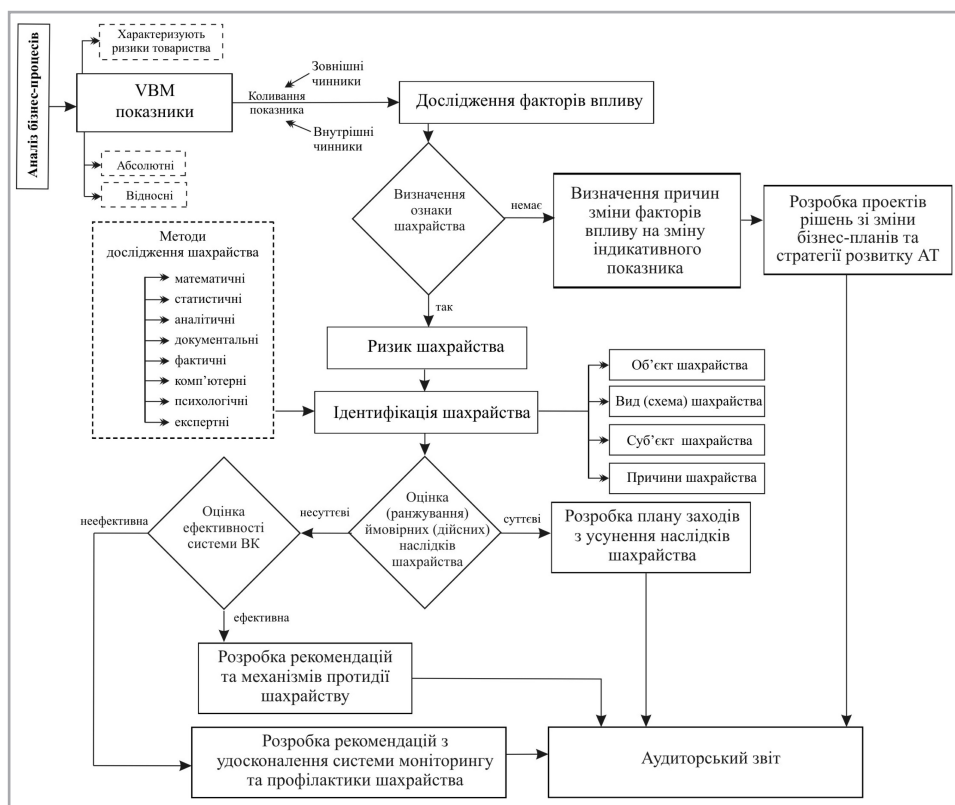 Аналіз бізнес-процесів
Характеризують
ризики товариства
VBM
показники
Абсолютні
Відносні
Коливання
показника
Зовнішні
чинники
Внутрішні
чинники
Дослідження факторів впливу
Визначення
ознаки
шахрайства
немає
Визначення причин
зміни факторів
впливу на зміну
індикативного
показника
Розробка проектів
рішень зі зміни
бізнес-планів та
стратегії розвитку АТ
так
Методи
дослідження шахрайства
математичні
статистичні
аналітичні
документальні
фактичні
комп’ютерні
психологічні
експертні
Ризик шахрайства
Ідентифікація шахрайства
Об’єкт шахрайства
Вид (схема) шахрайства
Суб’єкт шахрайства
Причини шахрайства
неефективна
Оцінка
ефективності
системи ВК
несуттєві
Оцінка
(ранжування)
ймовірних (дійсних)
наслідків
шахрайства
суттєві
Розробка плану заходів
з усунення наслідків
шахрайства
ефективна
Розробка рекомендацій
та механізмів протидії
шахрайству
Розробка рекомендацій з
удосконалення системи моніторингу
та профілактики шахрайства
Аудиторський звіт